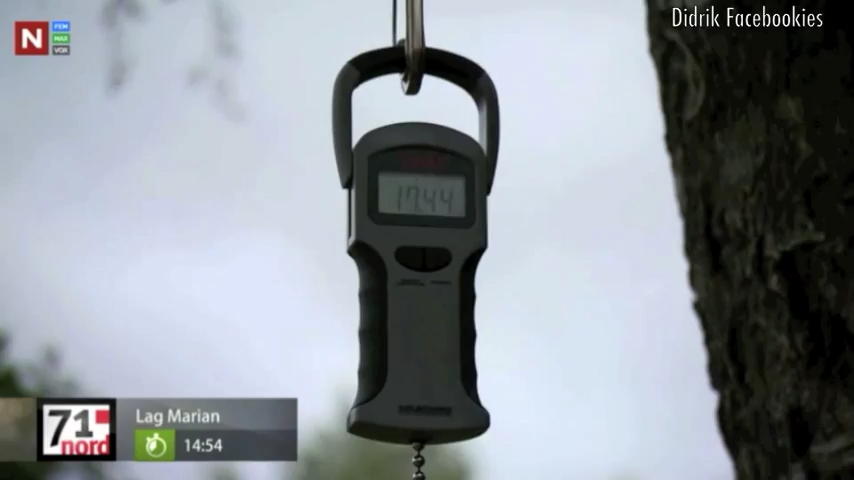 N
FEM
MAX
VOX
Didrik Facebookies
17.44
71°
nord
Lag Marian
14:54